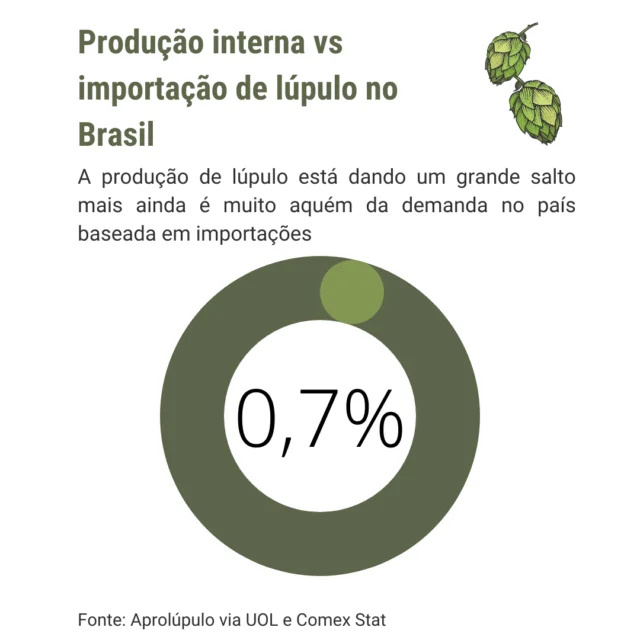 Produção interna vs
importação de lúpulo no
Brasil
A produção de lúpulo está dando um grande salto
mais ainda é muito aquém da demanda no país
baseada em importações
0,7%
Fonte: Aprolúpulo via UOL e Comex Stat